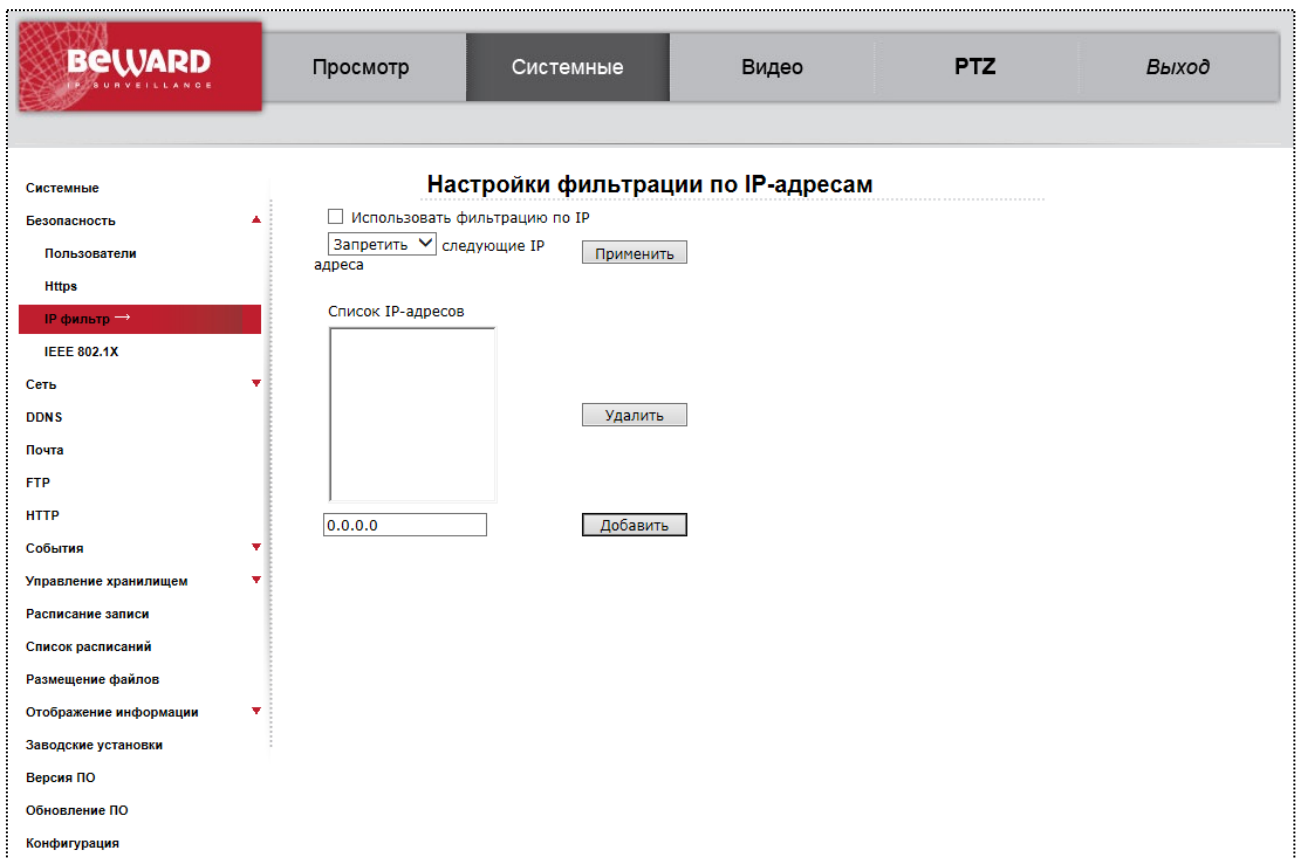 BEWARD
IP SURVEILLANCE
Просмотр
Системные
Видео
PTZ
Выход
Системные
Безопасность
Пользователи
Https
IP фильтр →
IEEE 802.1X
Сеть
DDNS
Почта
FTP
HTTP
События
Управление хранилищем
Расписание записи
Список расписаний
Размещение файлов
Отображение информации
Заводские установки
Версия ПО
Обновление ПО
Конфигурация
Настройки фильтрации по IP-адресам
Использовать фильтрацию по IP
Запретить следующие IP
адреса
Применить
Список IP-адресов
Удалить
0.0.0.0
Добавить